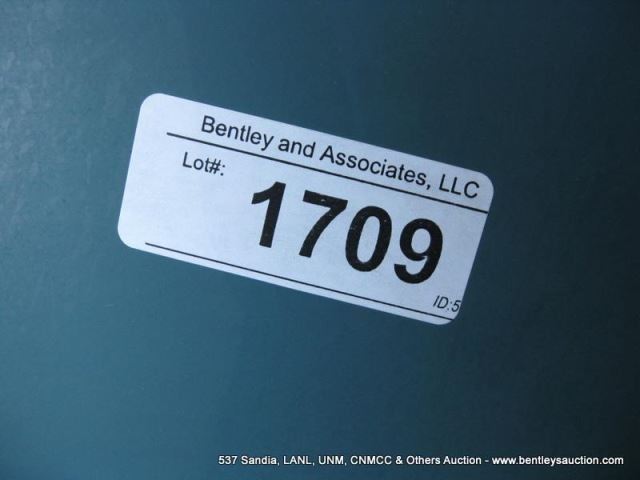 Bentley and Associates, LLC
Lot#:
1709
ID:5
537 Sandia, LANL, UNM, CNMCC & Others Auction - www.bentleysauction.com